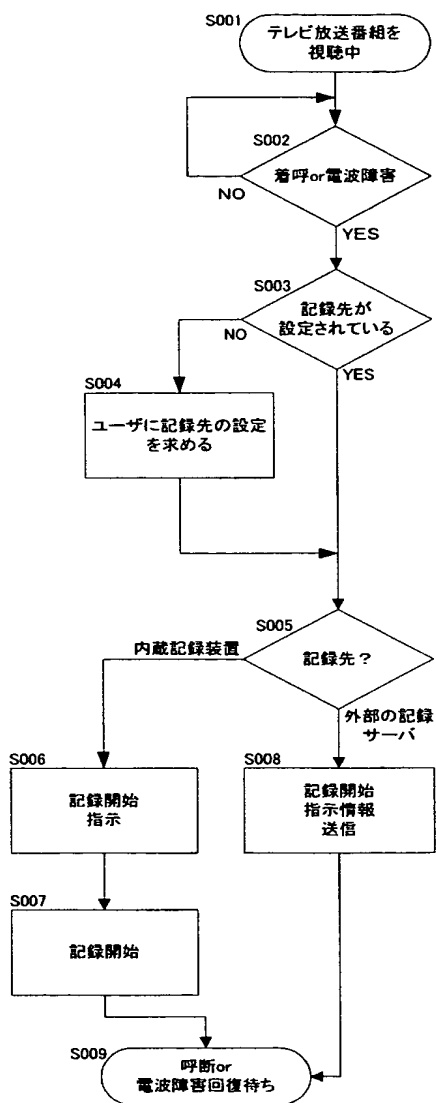 S001
テレビ放送番組を
視聴中
S002
着呼or電波障害
NO
YES
S003
記録先が
設定されている
NO
YES
S004
ユーザに記録先の設定
を求める
S005
記録先？
内蔵記録装置
外部の記録
サーバ
S006
記録開始
指示
S008
記録開始
指示情報
送信
S007
記録開始
S009
呼断or
電波障害回復待ち